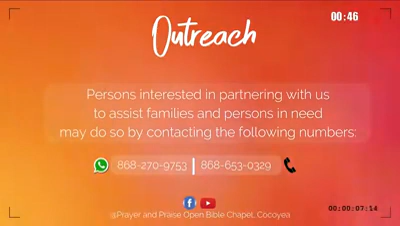 00:46
Outreach
Persons interested in partnering with us
to assist families and persons in need
may do so by contacting the following numbers:
868-270-9753 | 868-653-0329
@Prayer and Praise Open Bible Chapel, Cocoyea
00:00:07:14